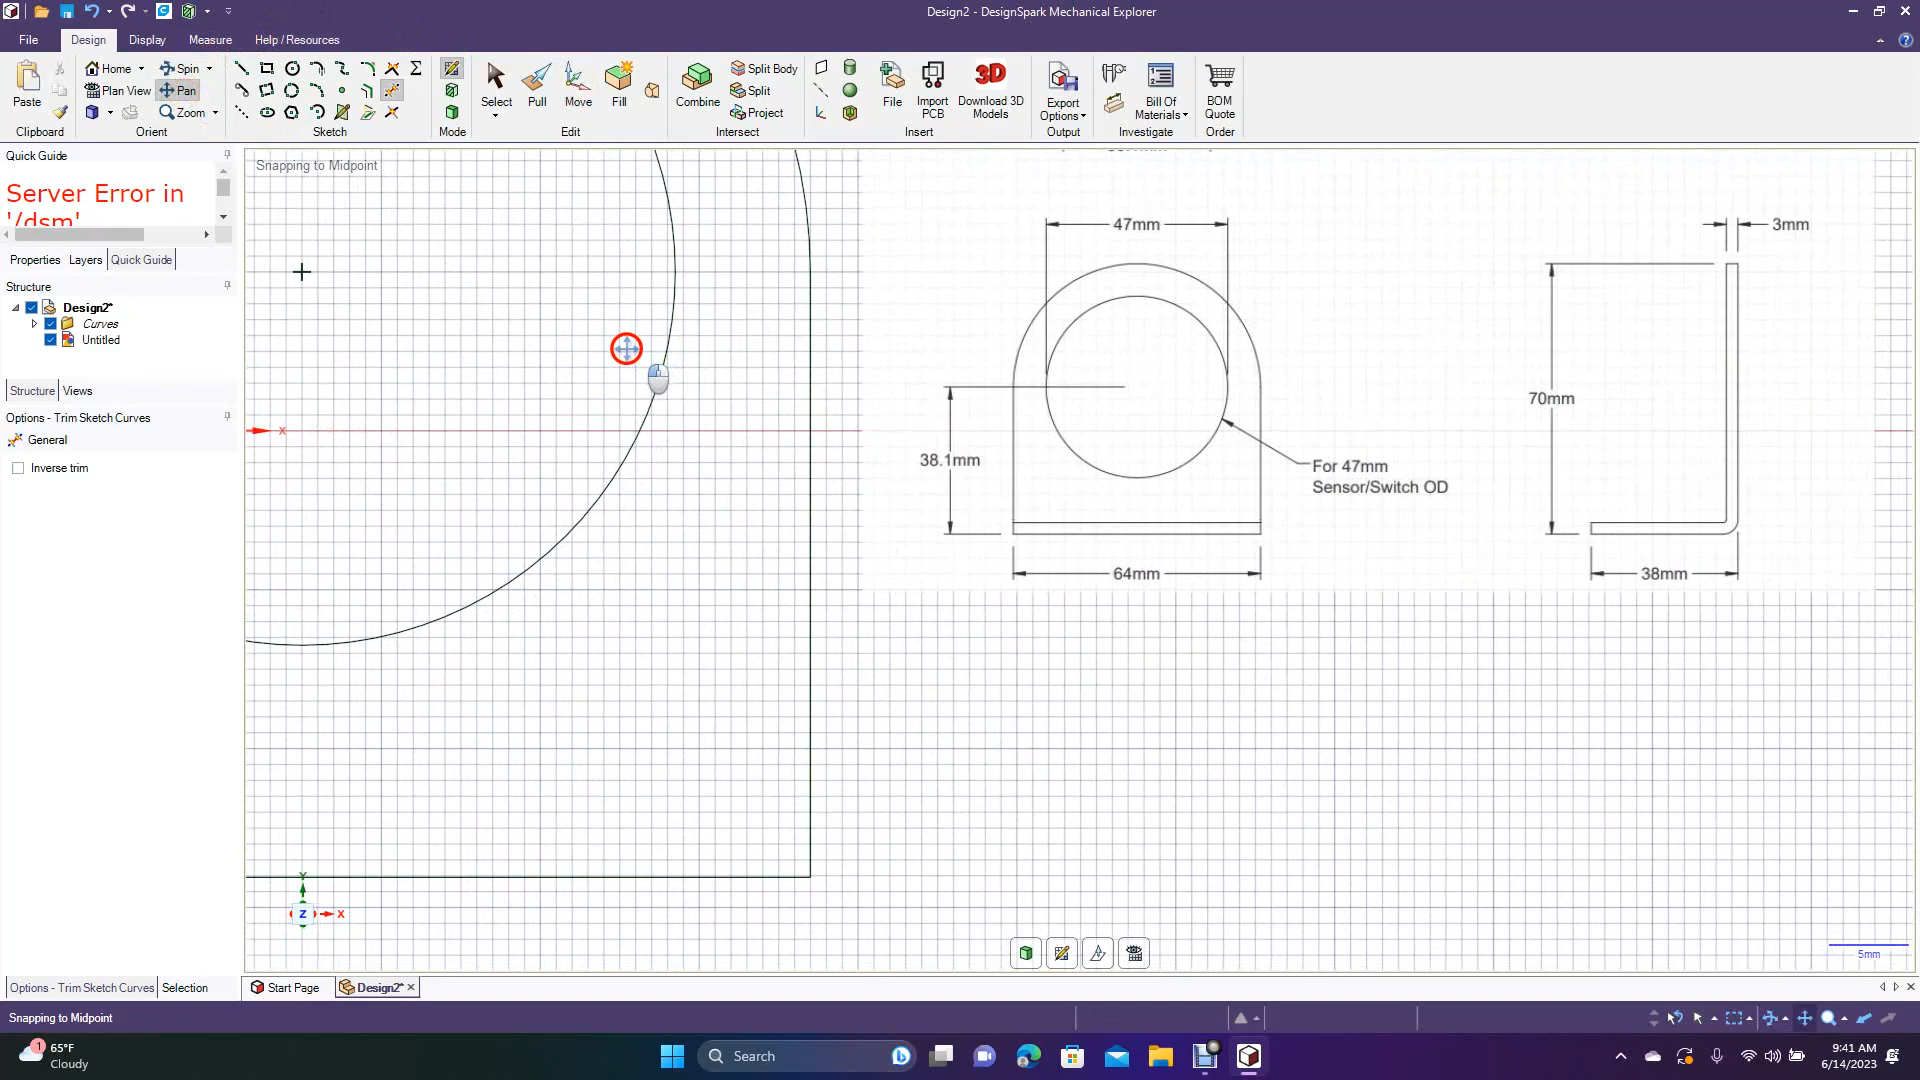 Design2 - DesignSpark Mechanical Explorer
File Design Display Measure Help / Resources
Paste
Clipboard
Home Spin
Plan View Pan
Zoom
Orient
Sketch
Mode
Select Pull Move Fill
Edit
Combine Split Body
Split
Project
Intersect
File Import PCB Download 3D Models
Insert
Export Options
Output
Bill Of Materials
Investigate
BOM Quote
Order
Quick Guide
Server Error in
'/dsm'
Properties Layers Quick Guide
Structure
Design2*
Curves
Untitled
Structure Views
Options - Trim Sketch Curves
General
Inverse trim
Snapping to Midpoint
X
47mm
3mm
38.1mm
70mm
For 47mm
Sensor/Switch OD
64mm
38mm
Y
Z X
5mm
Options - Trim Sketch Curves Selection
Start Page Design2*
Snapping to Midpoint
1
65°F
Cloudy
Search
9:41 AM
6/14/2023